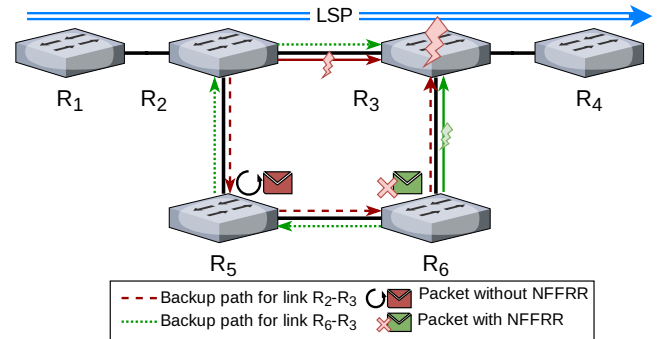 LSP
R1 R2 R3 R4
R5 R6
Backup path for link R2-R3
Packet without NFFRR
Backup path for link R6-R3
Packet with NFFRR